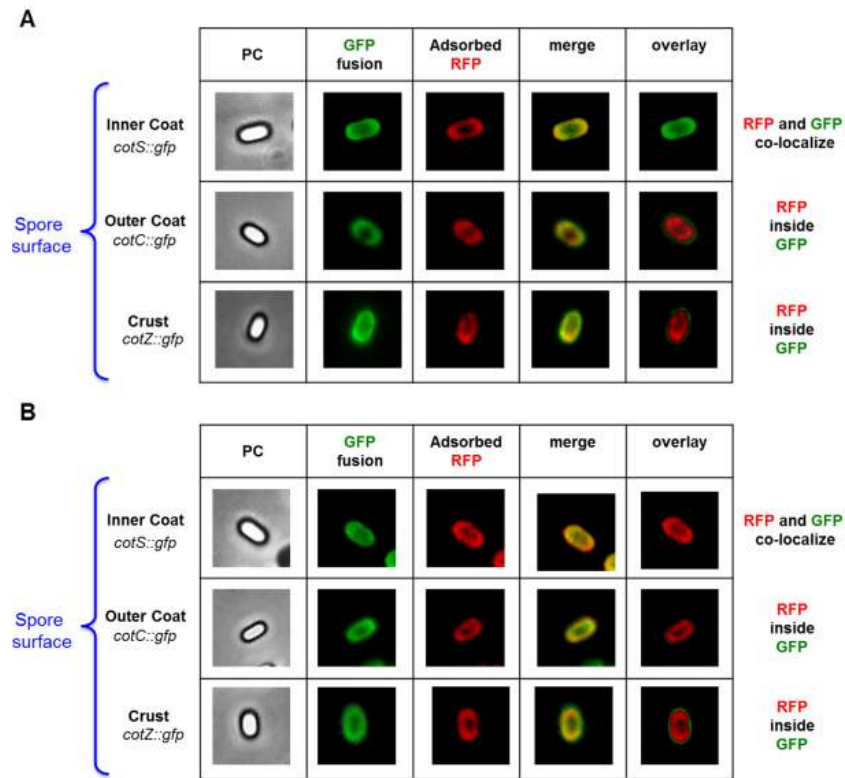 A
PC
GFP
fusion
Adsorbed
RFP
merge
overlay
Spore
surface
Inner Coat
cotS::gfp
RFP and GFP
co-localize
Outer Coat
cotC::gfp
RFP
inside
GFP
Crust
cotZ::gfp
RFP
inside
GFP
B
PC
GFP
fusion
Adsorbed
RFP
merge
overlay
Spore
surface
Inner Coat
cotS::gfp
RFP and GFP
co-localize
Outer Coat
cotC::gfp
RFP
inside
GFP
Crust
cotZ::gfp
RFP
inside
GFP